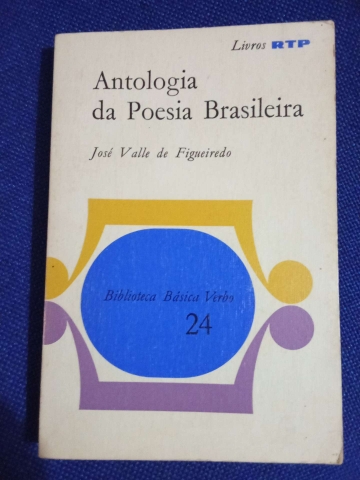 Livros RTP
Antologia
da Poesia Brasileira
José Valle de Figueiredo
Biblioteca Básica Verbo
24